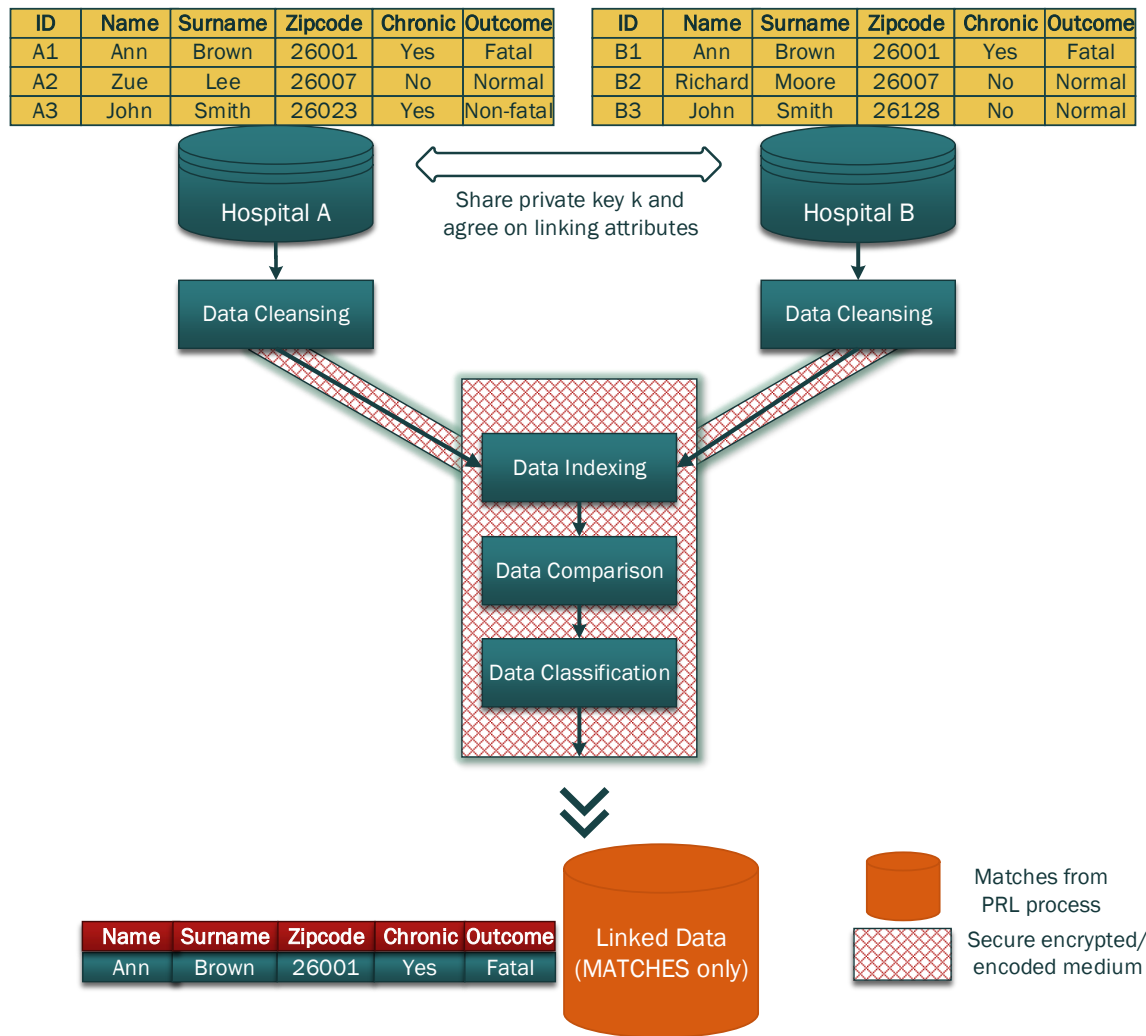 ID Name Surname Zipcode Chronic Outcome
A1 Ann Brown 26001 Yes Fatal
A2 Zue Lee 26007 No Normal
A3 John Smith 26023 Yes Non-fatal
ID Name Surname Zipcode Chronic Outcome
B1 Ann Brown 26001 Yes Fatal
B2 Richard Moore 26007 No Normal
B3 John Smith 26128 No Normal
Hospital A
Share private key k and
agree on linking attributes
Hospital B
Data Cleansing
Data Cleansing
Data Indexing
Data Comparison
Data Classification
Name Surname Zipcode Chronic Outcome
Ann Brown 26001 Yes Fatal
Linked Data
(MATCHES only)
Matches from
PRL process
Secure encrypted/
encoded medium